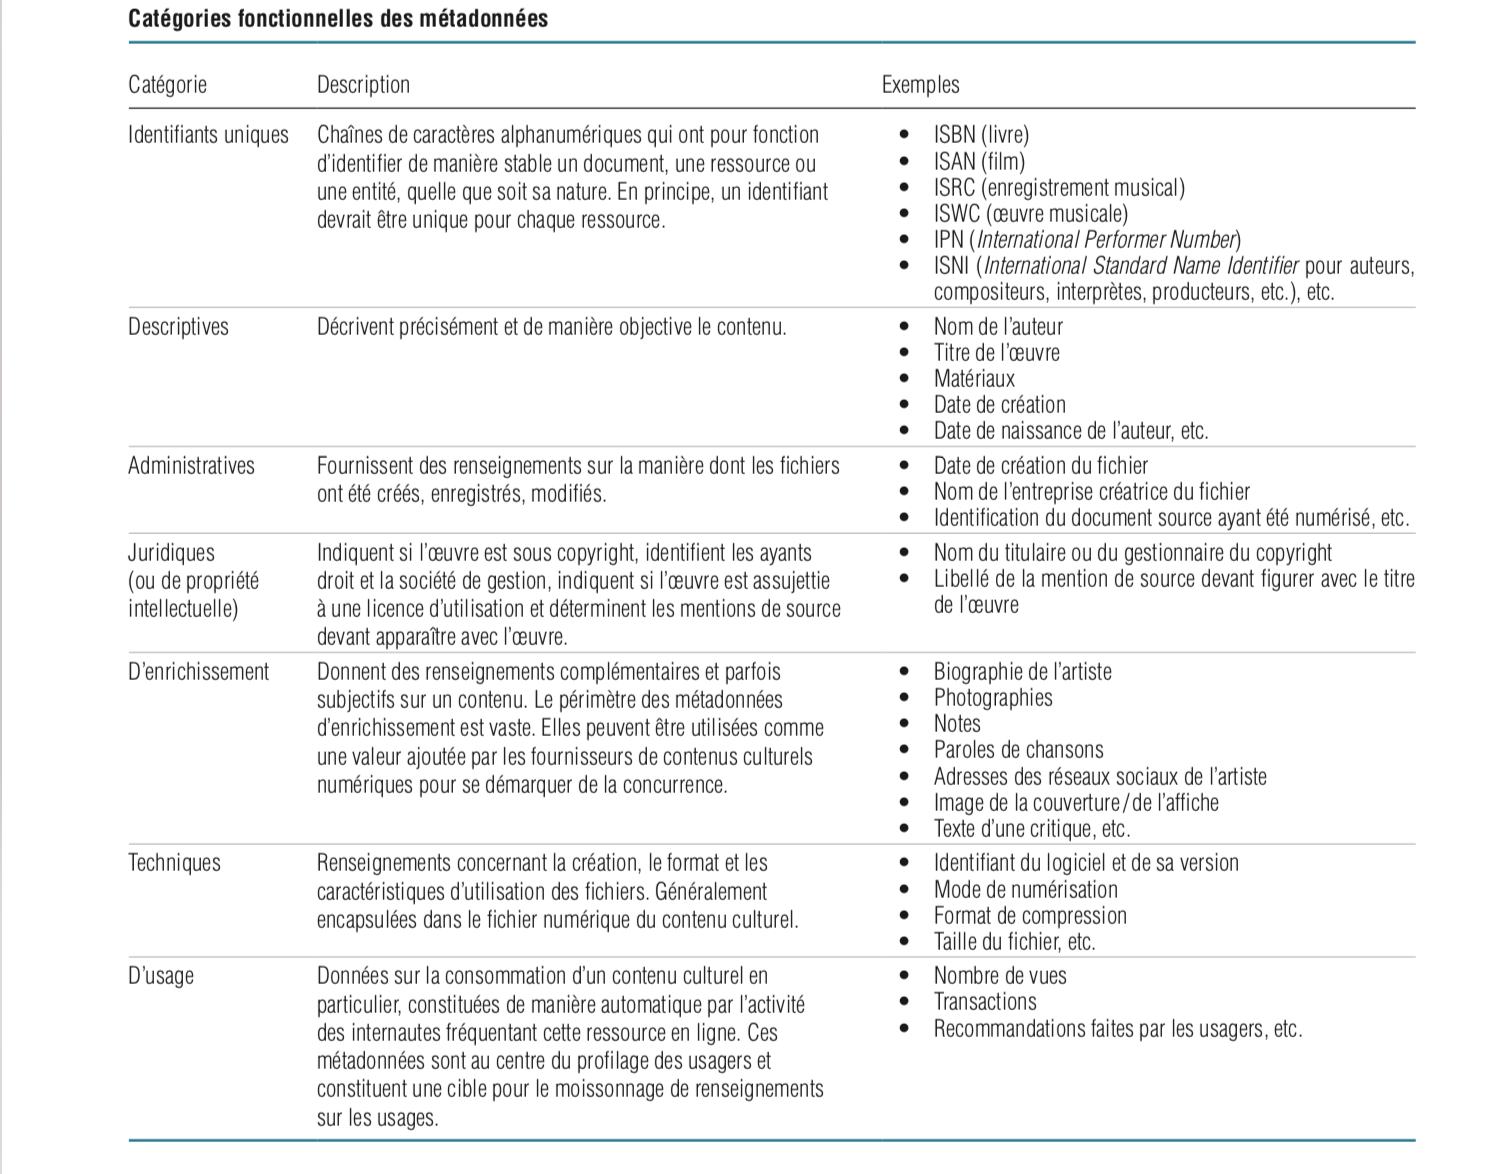 Catégories fonctionnelles des métadonnées
Catégorie Description Exemples
Identifiants uniques
Chaînes de caractères alphanumériques qui ont pour fonction
d’identifier de manière stable un document, une ressource ou
une entité, quelle que soit sa nature. En principe, un identifiant
devrait être unique pour chaque ressource.
• ISBN (livre)
• ISAN (film)
• ISRC (enregistrement musical)
• ISWC (œuvre musicale)
• IPN (International Performer Number)
• ISNI (International Standard Name Identifier pour auteurs,
compositeurs, interprètes, producteurs, etc.), etc.
Descriptives
Décrivent précisément et de manière objective le contenu.
• Nom de l’auteur
• Titre de l’œuvre
• Matériaux
• Date de création
• Date de naissance de l’auteur, etc.
Administratives
Fournissent des renseignements sur la manière dont les fichiers
ont été créés, enregistrés, modifiés.
• Date de création du fichier
• Nom de l’entreprise créatrice du fichier
• Identification du document source ayant été numérisé, etc.
Juridiques
(ou de propriété
intellectuelle)
Indiquent si l’œuvre est sous copyright, identifient les ayants
droit et la société de gestion, indiquent si l’œuvre est assujettie
à une licence d’utilisation et déterminent les mentions de source
devant apparaître avec l’œuvre.
• Nom du titulaire ou du gestionnaire du copyright
• Libellé de la mention de source devant figurer avec le titre
de l’œuvre
D’enrichissement
Donnent des renseignements complémentaires et parfois
subjectifs sur un contenu. Le périmètre des métadonnées
d’enrichissement est vaste. Elles peuvent être utilisées comme
une valeur ajoutée par les fournisseurs de contenus culturels
numériques pour se démarquer de la concurrence.
• Biographie de l’artiste
• Photographies
• Notes
• Paroles de chansons
• Adresses des réseaux sociaux de l’artiste
• Image de la couverture / de l’affiche
• Texte d’une critique, etc.
Techniques
Renseignements concernant la création, le format et les
caractéristiques d’utilisation des fichiers. Généralement
encapsulées dans le fichier numérique du contenu culturel.
• Identifiant du logiciel et de sa version
• Mode de numérisation
• Format de compression
• Taille du fichier, etc.
D’usage
Données sur la consommation d’un contenu culturel en
particulier, constituées de manière automatique par l’activité
des internautes fréquentant cette ressource en ligne. Ces
métadonnées sont au centre du profilage des usagers et
constituent une cible pour le moissonnage de renseignements
sur les usages.
• Nombre de vues
• Transactions
• Recommandations faites par les usagers, etc.